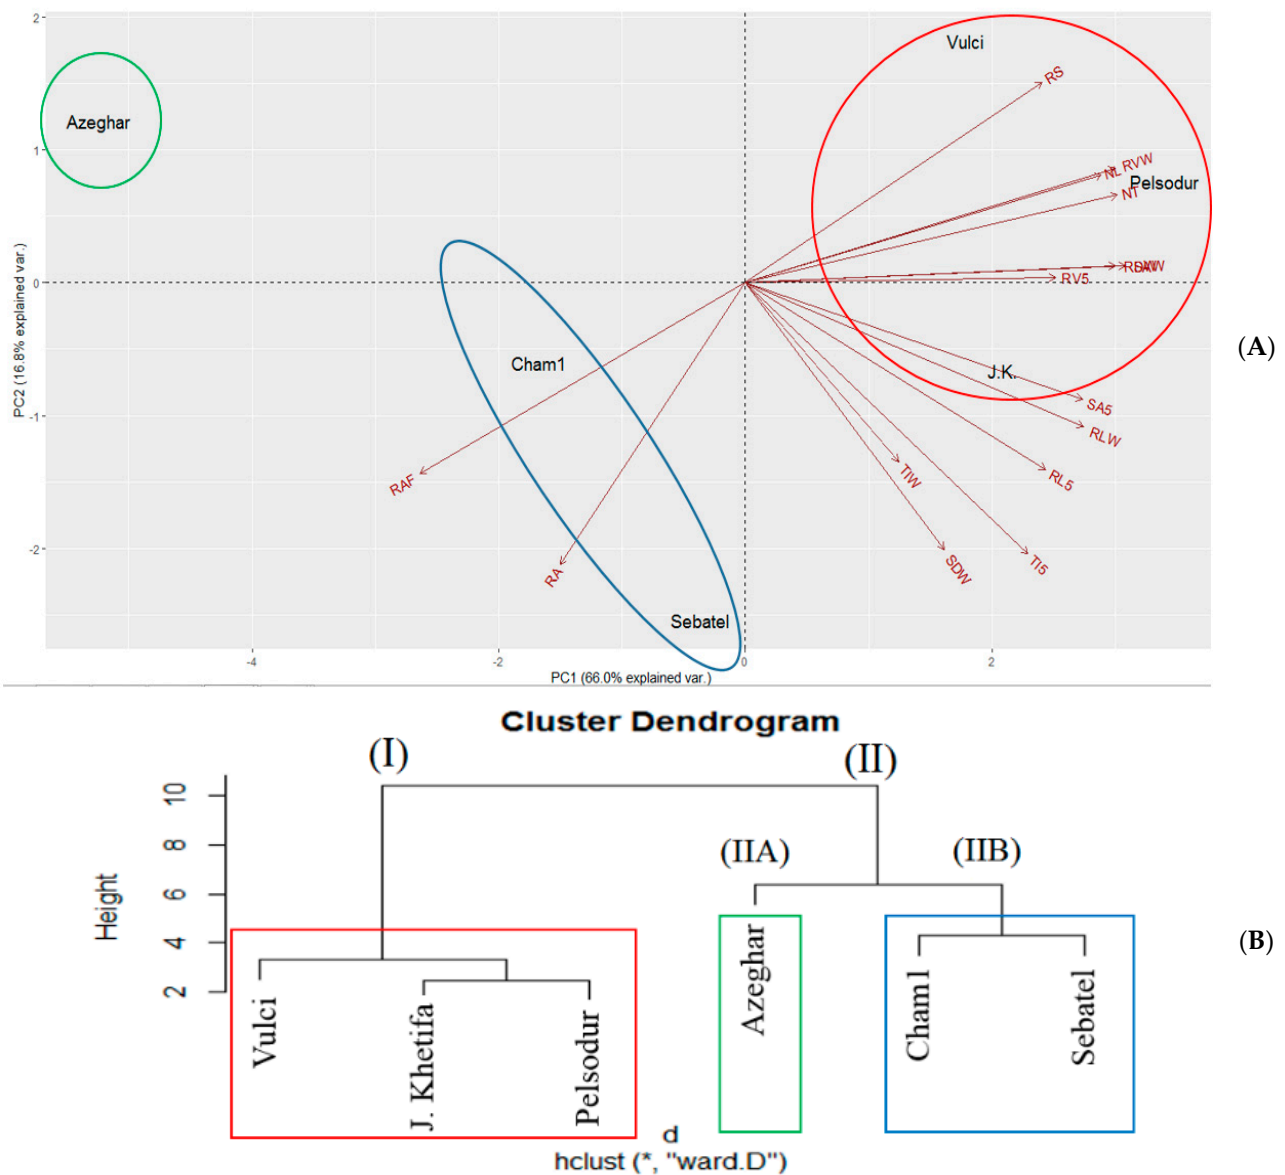 2
Vulci
RS
Azeghar
1
NL RVW
Pelsodur
NT
0
RV5
PC2 (16.8% explained var.)
(A)
Cham1
J.K.
-1
SA5
RLW
RAF
TIW
RL5
-2
RA
SDW
TI5
Sebatel
-4
-2
0
2
PC1 (66.0% explained var.)
Cluster Dendrogram
(I)
(II)
10
8
(IIA)
(IIB)
6
Height
4
(B)
2
Vulci
J. Khetifa
Pelsodur
Azeghar
Cham1
Sebatel
d
hclust (*, "ward.D")